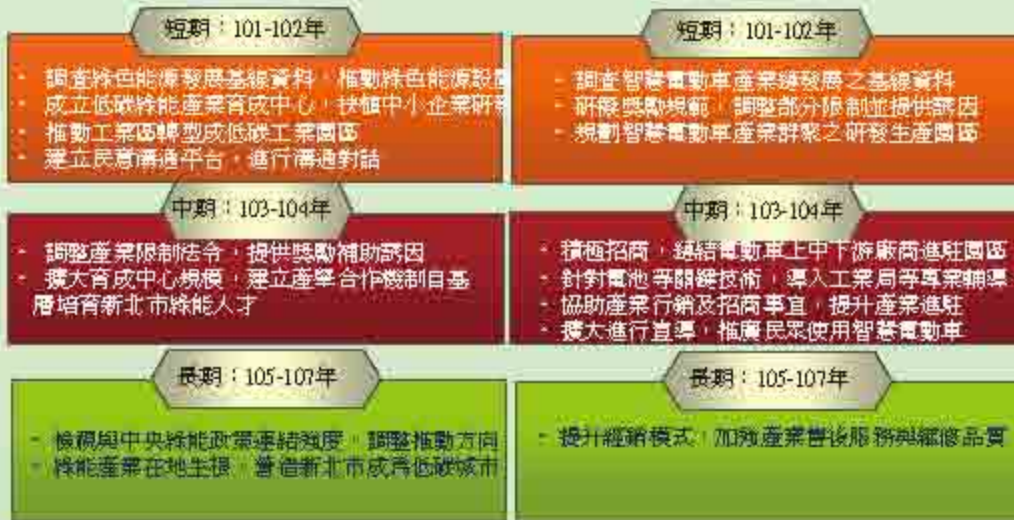 短期：101-102年
調查綠色能源發展基線資料，推動綠色能源設置
成立低碳綠能產業育成中心，扶植中小企業研發
推動工業區轉型成低碳工業園區
建立民意溝通平台，進行溝通對話
中期：103-104年
調整產業限制法令，提供獎勵補助誘因
擴大育成中心規模，建立產學合作機制自基
層培育新北市綠能人才
長期：105-107年
檢視與中央綠能政策連結強度，調整推動方向
綠能產業在地生根，營造新北市成為低碳城市
短期：101-102年
調查智慧電動車產業鏈發展之基線資料
研擬獎勵規範，調整部分限制並提供誘因
規劃智慧電動車產業群聚之研發生產園區
中期：103-104年
積極招商，鏈結電動車上中下游廠商進駐園區
針對電池等關鍵技術，導入工業局等專業輔導
協助產業行銷及招商事宜，提升產業進駐
擴大進行宣導，推廣民眾使用智慧電動車
長期：105-107年
提升經銷模式，加強產業售後服務與維修品質